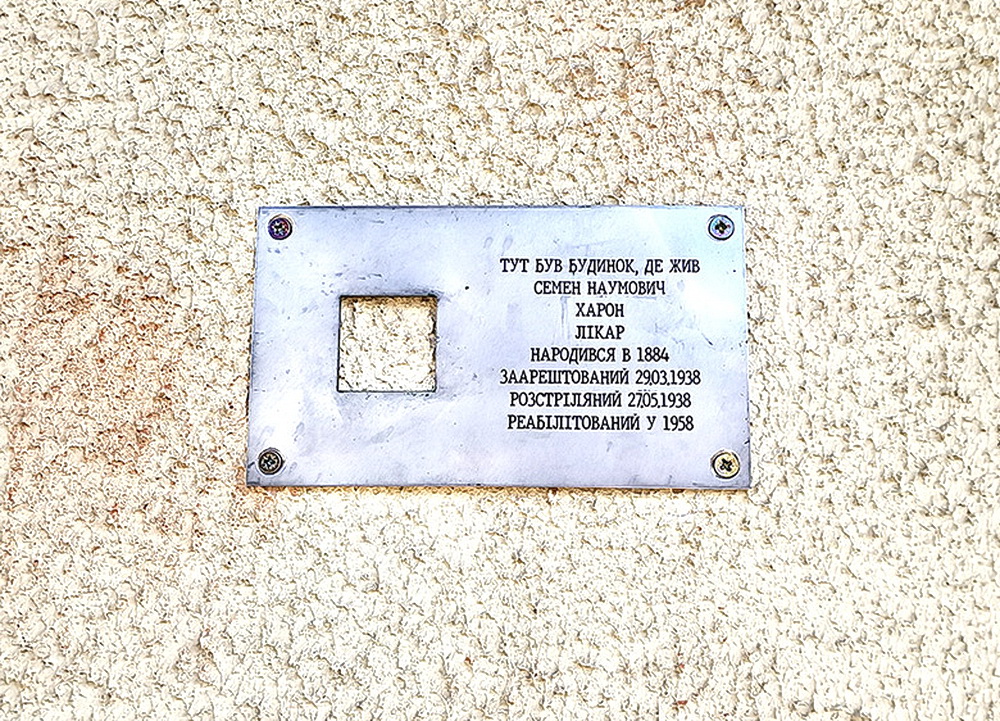 ТУТ БУВ БУДИНОК, ДЕ ЖИВ
СЕМЕН НАУМОВИЧ
ХАРОН
ЛІКАР
НАРОДИВСЯ В 1884
ЗААРЕШТОВАНИЙ 29.03.1938
РОЗСТРІЛЯНИЙ 27.05.1938
РЕАБІЛІТОВАНИЙ У 1958